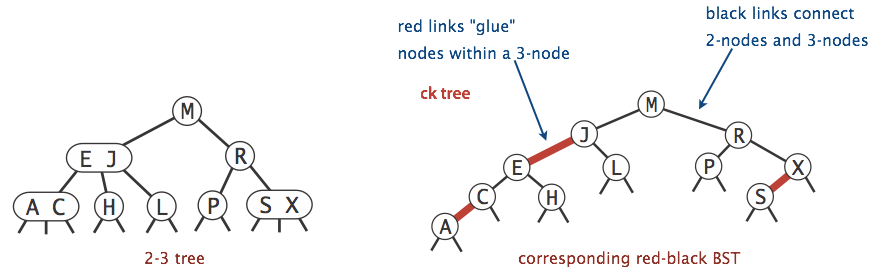 M
E J
R
A C
H
L
P
S X
2-3 tree
red links "glue"
nodes within a 3-node
black links connect
2-nodes and 3-nodes
ck tree
M
J
R
E
L
P
X
C
H
S
A
corresponding red-black BST